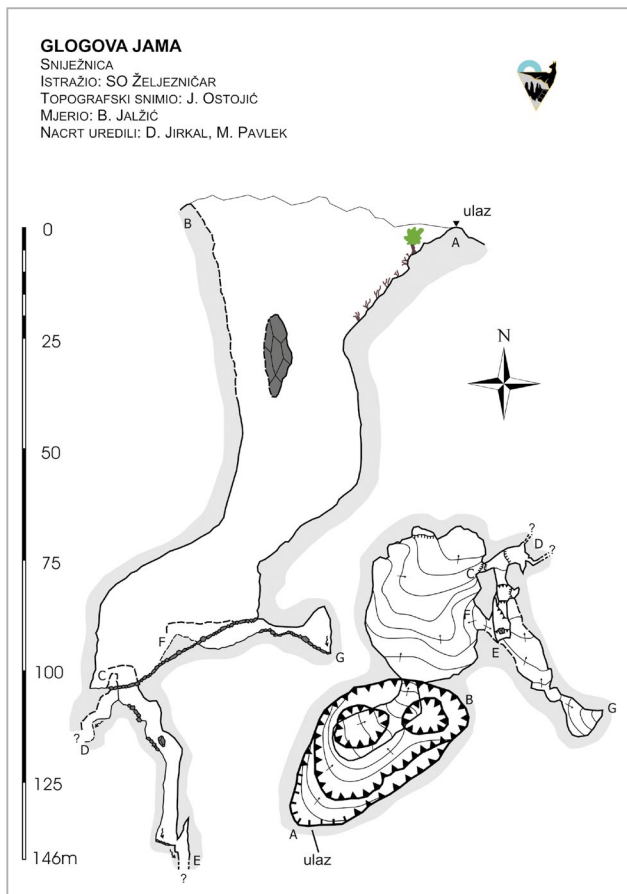 GLOGOVA JAMA
SNIJEŽNICA
ISTRAŽIO: SO ŽELJEZNIČAR
TOPOGRAFSKI SNIMIO: J. OSTOJIĆ
MJERIO: B. JALŽIĆ
NACRT UREDILI: D. JIRKAL, M. PAVLEK
ulaz
B
A
0
25
N
50
?
D
?
75
C
F
F
E
G
100
C
B
G
?
D
125
A
ulaz
146m
E
?